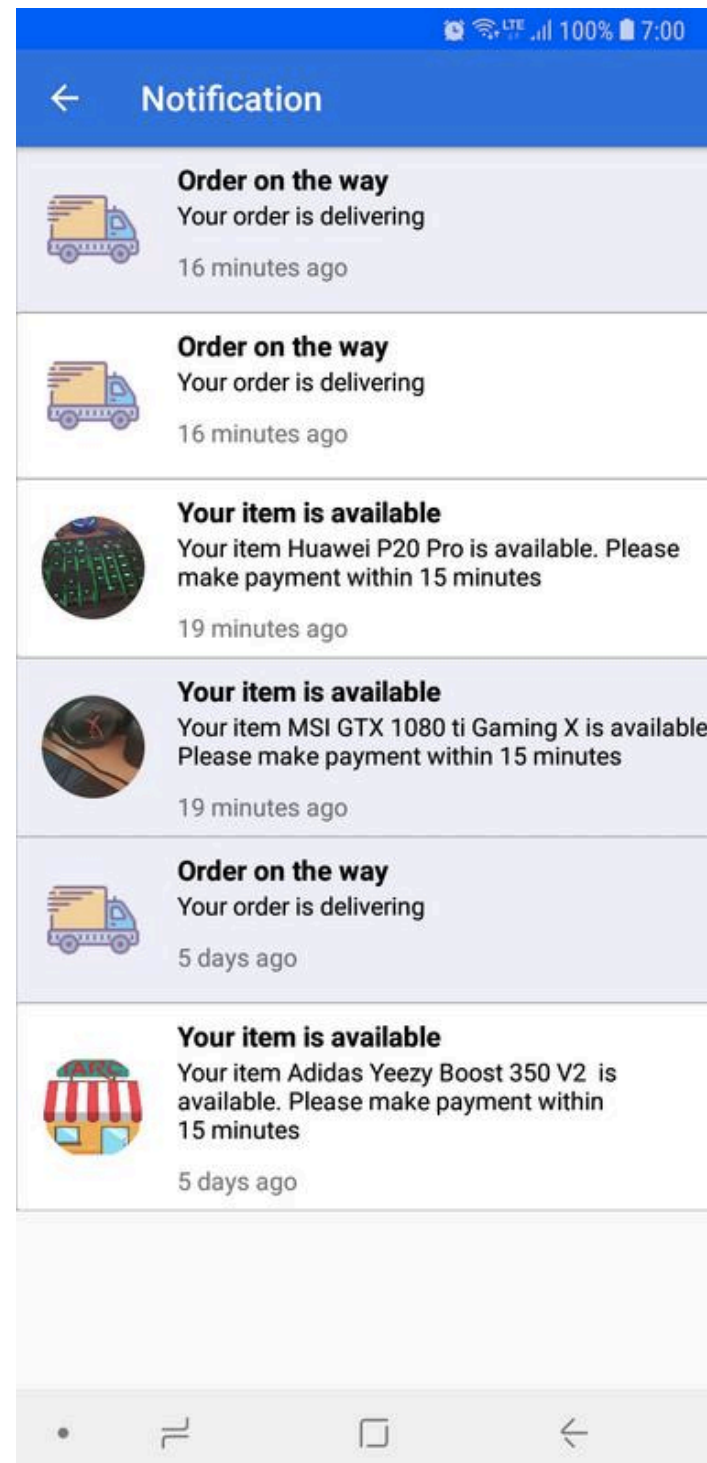 LTE 100% 7:00
Notification
Order on the way
Your order is delivering
16 minutes ago
Order on the way
Your order is delivering
16 minutes ago
Your item is available
Your item Huawei P20 Pro is available. Please
make payment within 15 minutes
19 minutes ago
Your item is available
Your item MSI GTX 1080 ti Gaming X is available
Please make payment within 15 minutes
19 minutes ago
Order on the way
Your order is delivering
5 days ago
Your item is available
Your item Adidas Yeezy Boost 350 V2 is
available. Please make payment within
15 minutes
5 days ago